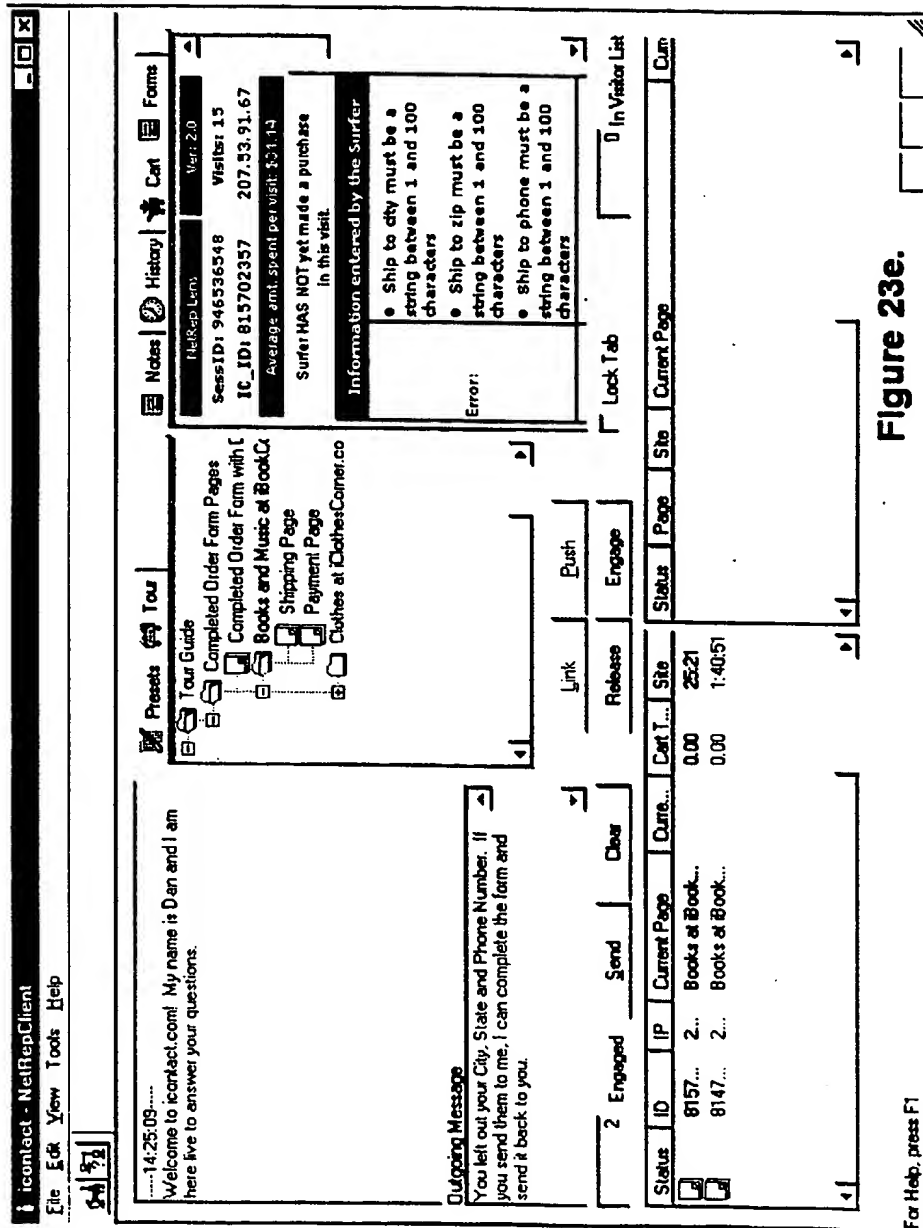 icontact - NetRepClient
File Edit View Tools Help
-----14:25:09-----
Welcome to icontact.com! My name is Dan and I am
here live to answer your questions.
Outgoing Message
You left out your City, State and Phone Number. If
you send them to me, I can complete the form and
send it back to you.
2 Engaged Send Clear
Presets Tour
Tour Guide
Completed Order Form Pages
Completed Order Form with
Books and Music at iBookCo
Shipping Page
Payment Page
Clothes at iClothesCorner.co
Link Push
Release Engage
Notes History Cart Forms
NetRep Lens Ver: 2.0
SessID: 946536548 Visits: 15
IC_ID: 815702357 207.53.91.67
Average amt. spent per visit:
Surfer HAS NOT yet made a purchase
in this visit.
Information entered by the Surfer
Error:
• Ship to city must be a
string between 1 and 100
characters
• Ship to zip must be a
string between 1 and 100
characters
• Ship to phone must be a
string between 1 and 100
characters
Lock Tab
0 In Visitor List
Status ID IP Current Page Curre... Cart T... Site
8157... 2... Books at iBook... 0.00 25:21
8147... 2... Books at iBook... 0.00 1:40:51
Status Page Site Current Page Curr
For Help, press F1
Figure 23e.